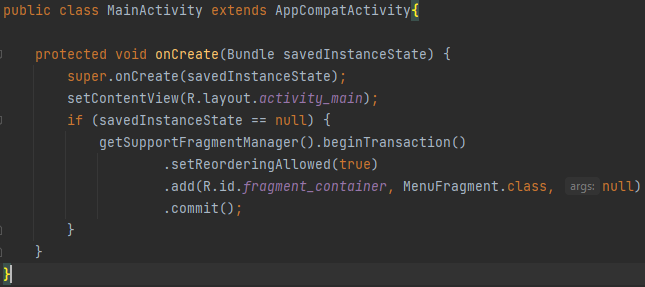 public class MainActivity extends AppCompatActivity{
protected void onCreate(Bundle savedInstanceState) {
super.onCreate(savedInstanceState);
setContentView(R.layout.activity_main);
if (savedInstanceState == null) {
getSupportFragmentManager().beginTransaction()
.setReorderingAllowed(true)
.add(R.id.fragment_container, MenuFragment.class, args: null)
.commit();
}
}
}